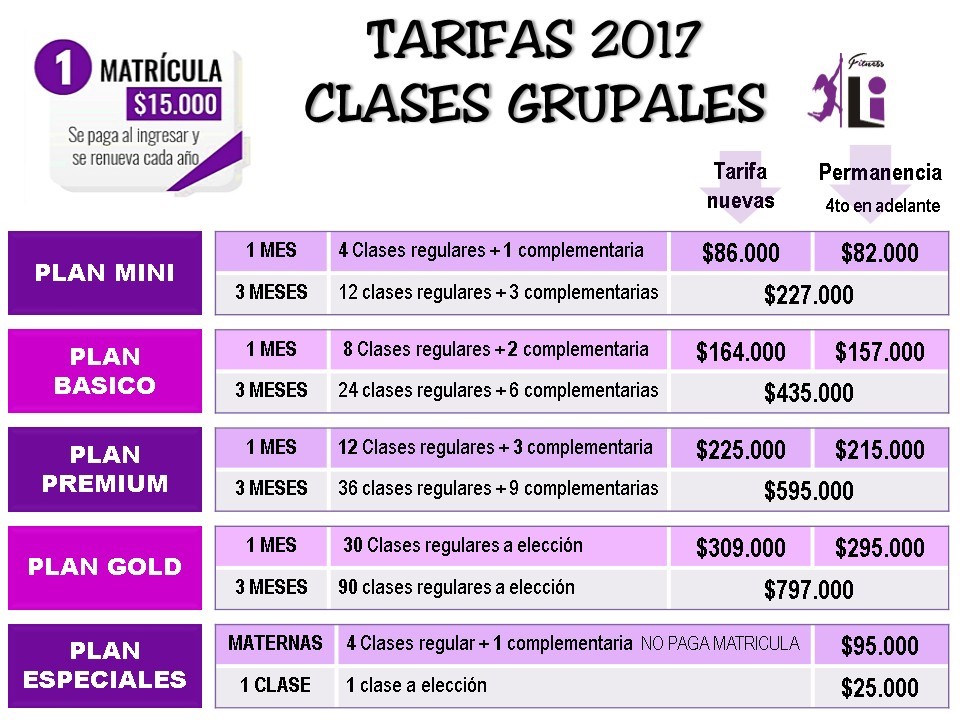 TARIFAS 2017
CLASES GRUPALES
1 MATRÍCULA
$15.000
Se paga al ingresar y
se renueva cada año
Fitness
Li
Tarifa
nuevas
Permanencia
4to en adelante
PLAN MINI
1 MES 4 Clases regulares + 1 complementaria $86.000 $82.000
3 MESES 12 clases regulares + 3 complementarias $227.000
PLAN
BASICO
1 MES 8 Clases regulares + 2 complementaria $164.000 $157.000
3 MESES 24 clases regulares + 6 complementarias $435.000
PLAN
PREMIUM
1 MES 12 Clases regulares + 3 complementaria $225.000 $215.000
3 MESES 36 clases regulares + 9 complementarias $595.000
PLAN GOLD
1 MES 30 Clases regulares a elección $309.000 $295.000
3 MESES 90 clases regulares a elección $797.000
PLAN
ESPECIALES
MATERNAS 4 Clases regular + 1 complementaria NO PAGA MATRICULA $95.000
1 CLASE 1 clase a elección $25.000